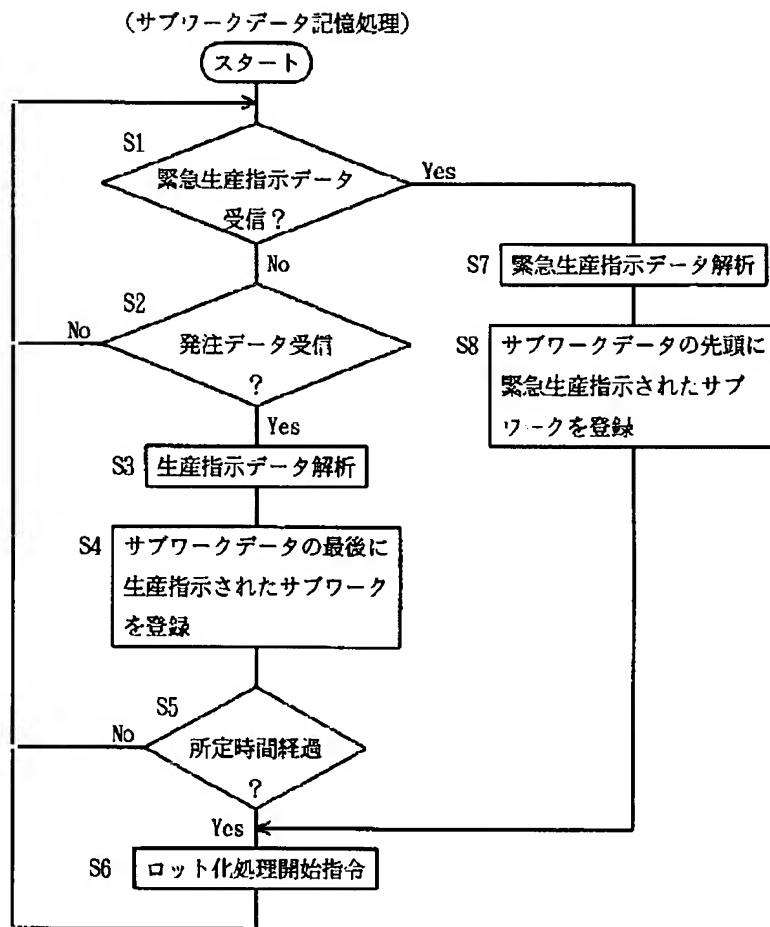 (サブワークデータ記憶処理)
スタート
S1
緊急生産指示データ
受信？
Yes
No
S2
No
発注データ受信
？
Yes
S3
生産指示データ解析
S4
サブワークデータの最後に
生産指示されたサブワーク
を登録
S5
No
所定時間経過
？
Yes
S6
ロット化処理開始指令
S7
緊急生産指示データ解析
S8
サブワークデータの先頭に
緊急生産指示されたサブ
ワークを登録